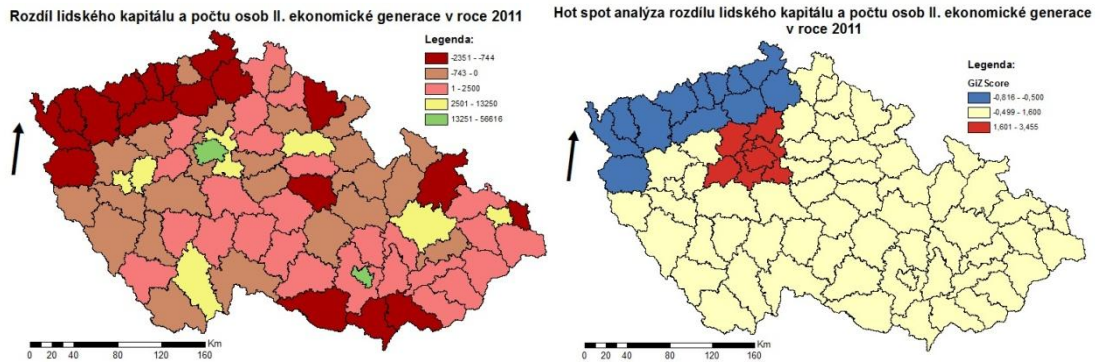 Rozdíl lidského kapitálu a počtu osob II. ekonomické generace v roce 2011
Legenda:
-2351 - -744
-743 - 0
1 - 2500
2501 - 13250
13251 - 56616
Km
0 10 20 40 80 120 160
Hot spot analýza rozdílu lidského kapitálu a počtu osob II. ekonomické generace
v roce 2011
Legenda:
GiZScore
-0,816 - -0,500
-0,499 - 1,600
1,601 - 3,455
Km
0 10 20 40 80 120 160